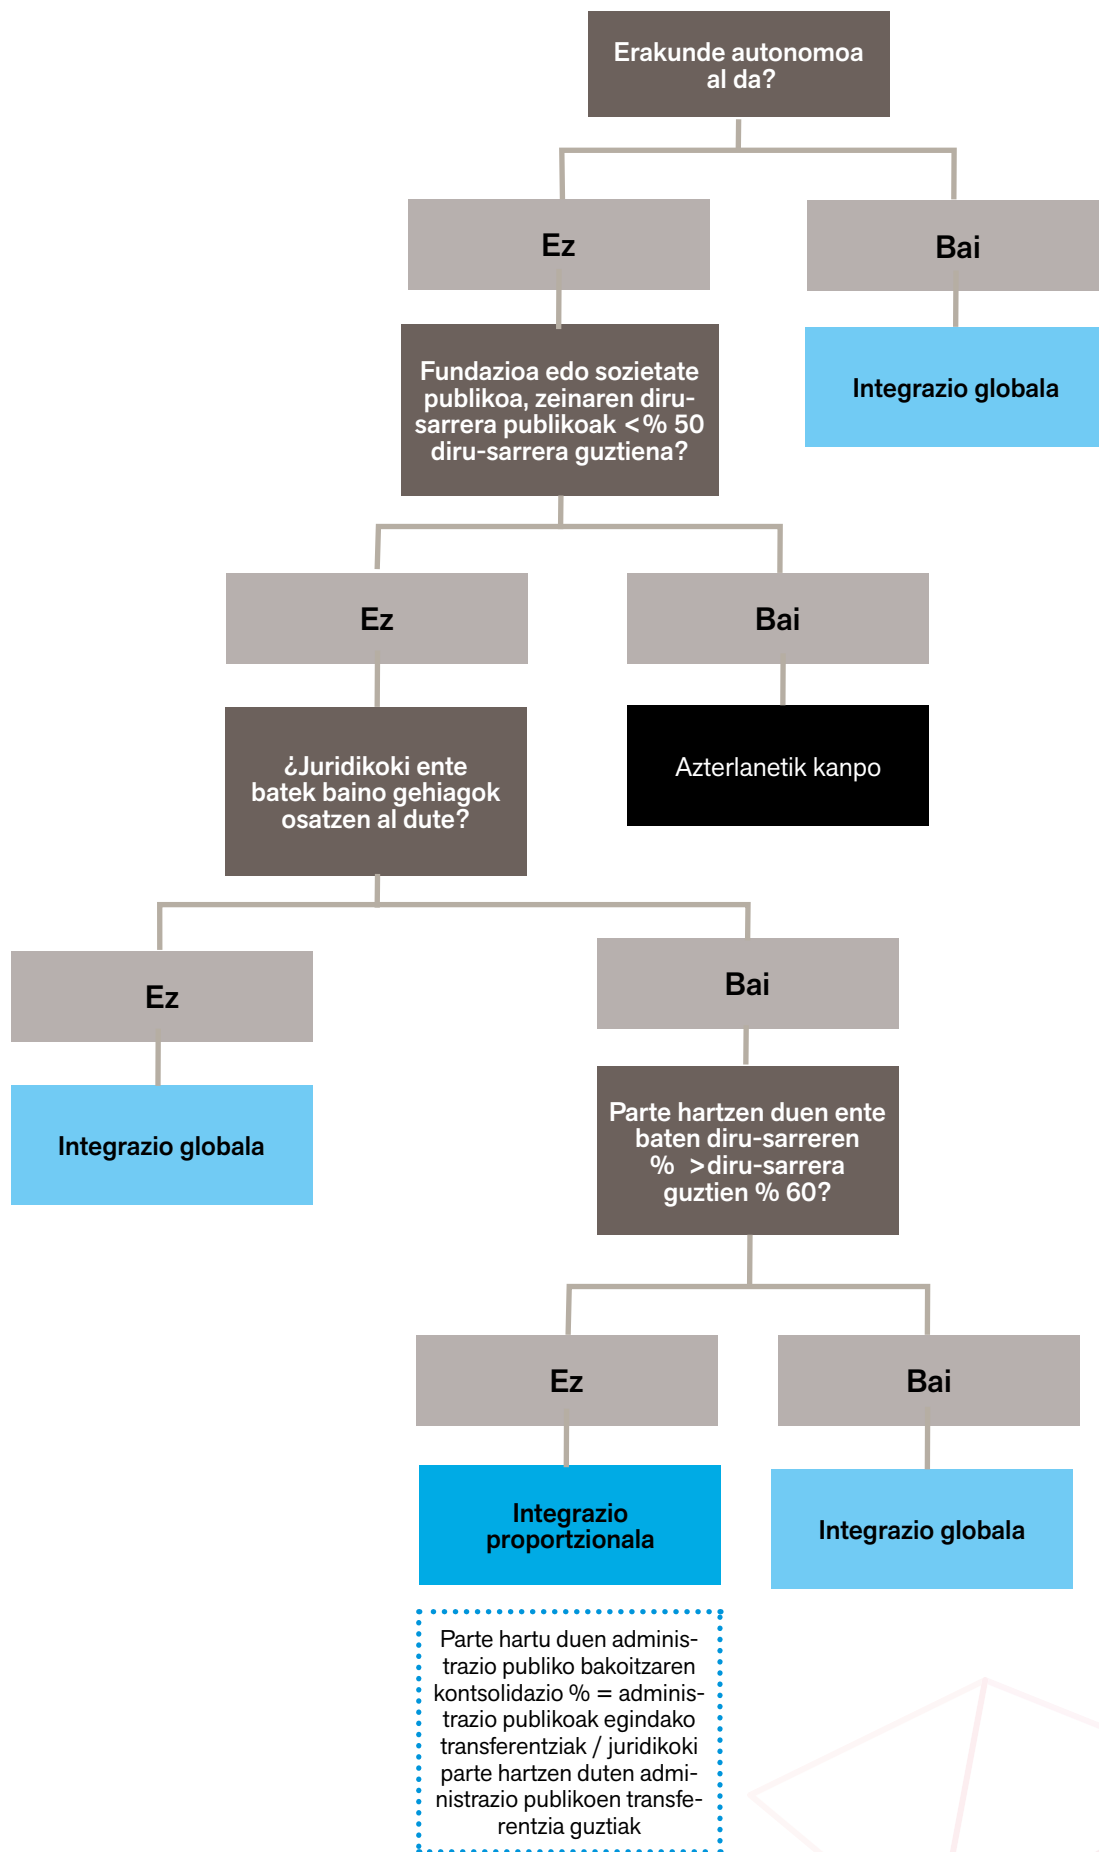 Erakunde autonomoa
al da?
Ez
Bai
Fundazioa edo sozietate
publikoa, zeinaren diru-
sarrera publikoak <% 50
diru-sarrera guztiena?
Integrazio globala
Ez
Bai
¿Juridikoki ente
batek baino gehiagok
osatzen al dute?
Azterlanetik kanpo
Ez
Bai
Integrazio globala
Parte hartzen duen ente
baten diru-sarreren
% >diru-sarrera
guztien % 60?
Ez
Bai
Integrazio
proportzionala
Integrazio globala
Parte hartu duen adminis-
trazio publiko bakoitzaren
kontsolidazio % = adminis-
trazio publikoak egindako
transferentziak / juridikoki
parte hartzen duten admi-
nistrazio publikoen transfe-
rentzia guztiak